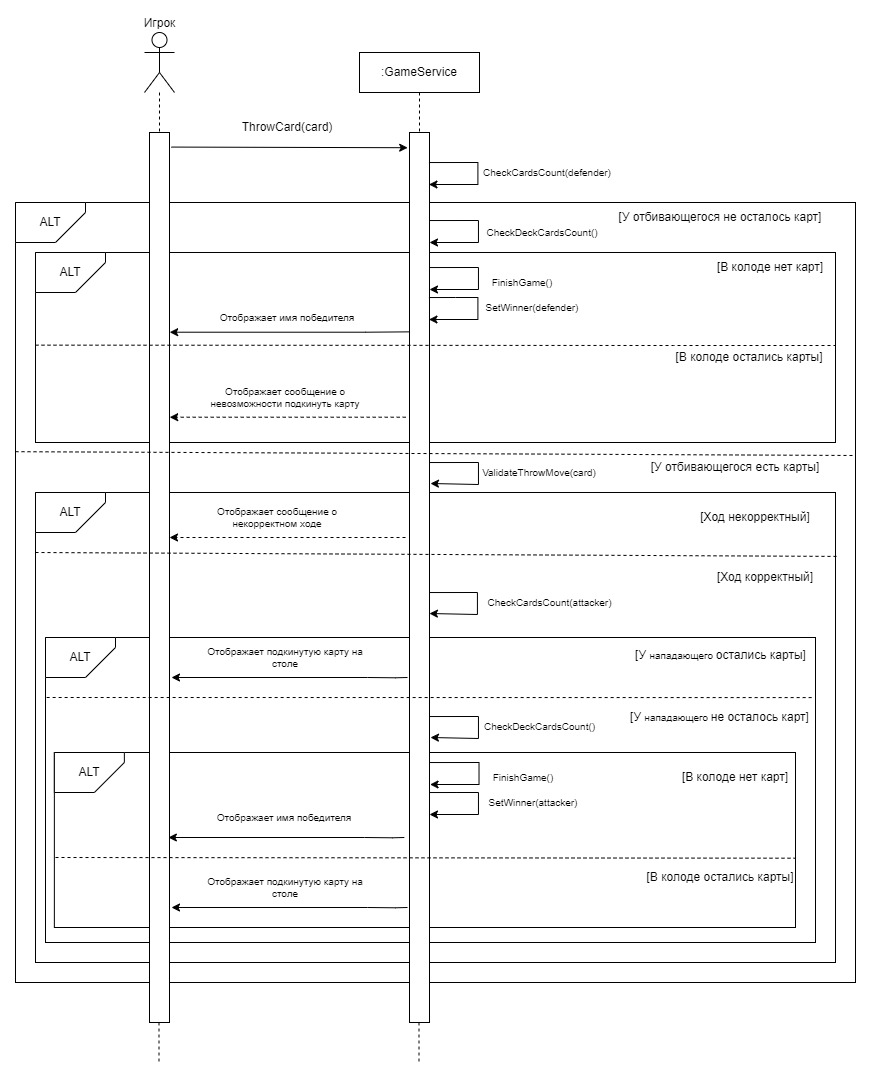 Игрок
:GameService
ThrowCard(card)
CheckCardsCount(defender)
ALT
[У отбивающегося не осталось карт]
CheckDeckCardsCount()
ALT
[В колоде нет карт]
FinishGame()
SetWinner(defender)
Отображает имя победителя
[В колоде остались карты]
Отображает сообщение о
невозможности подкинуть карту
[У отбивающегося есть карты]
ValidateThrowMove(card)
ALT
Отображает сообщение о
некорректном ходе
[Ход некорректный]
[Ход корректный]
CheckCardsCount(attacker)
ALT
Отображает подкинутую карту на
столе
[У нападающего остались карты]
[У нападающего не осталось карт]
CheckDeckCardsCount()
ALT
[В колоде нет карт]
FinishGame()
SetWinner(attacker)
Отображает имя победителя
[В колоде остались карты]
Отображает подкинутую карту на
столе